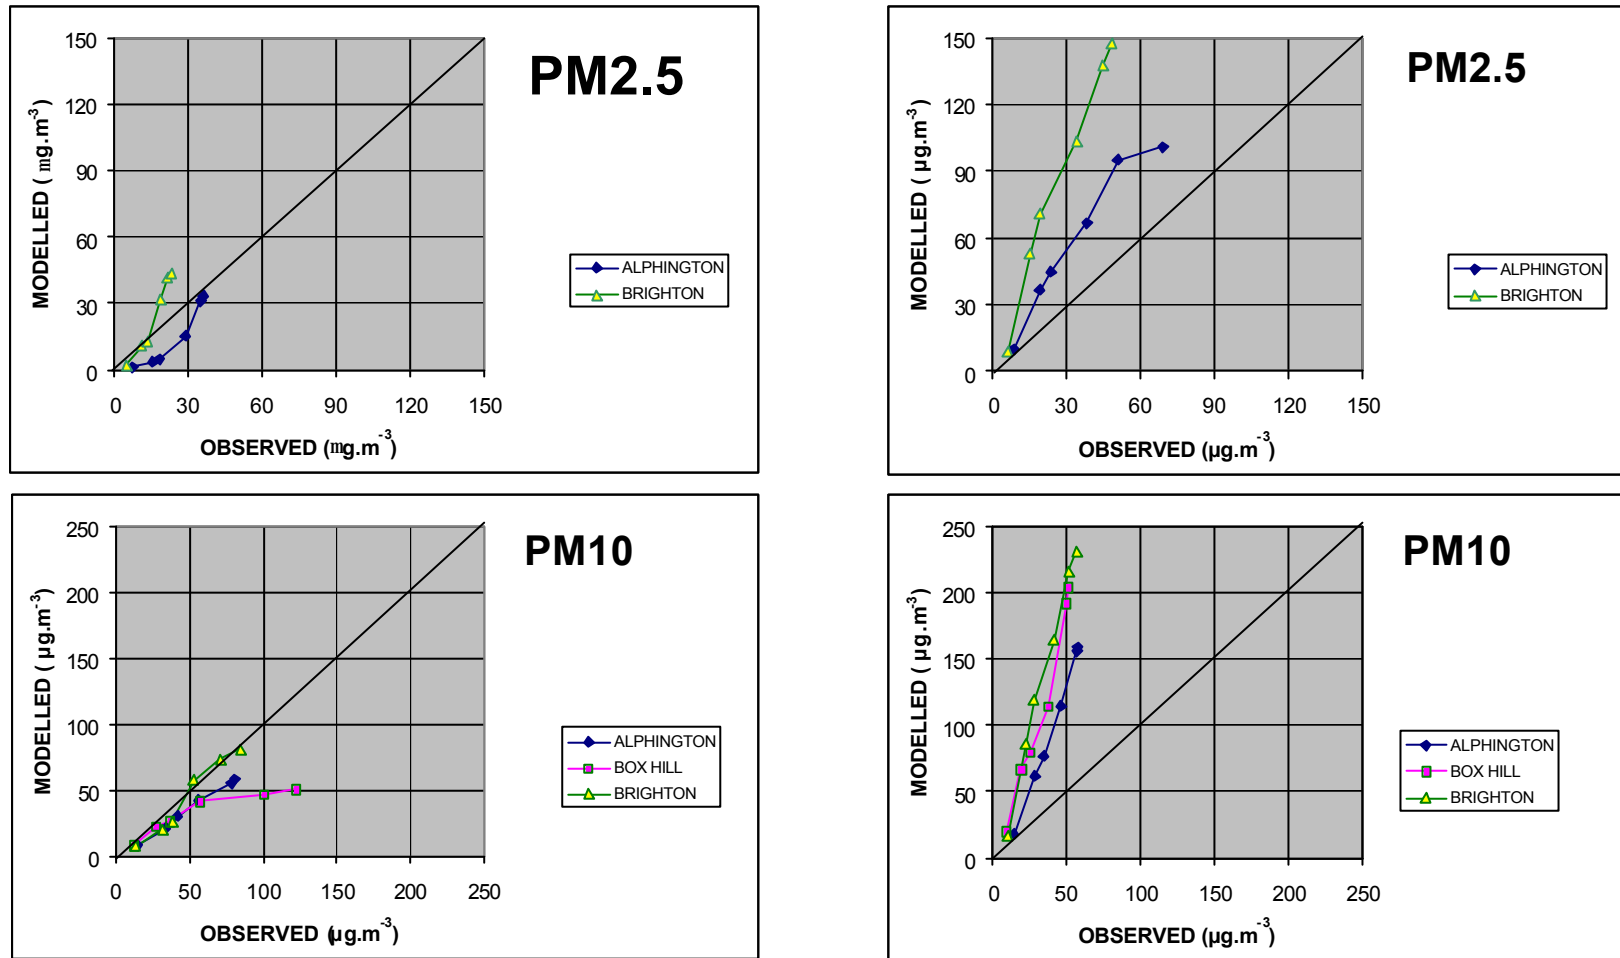 PM2.5
MODELLED ( mg.m-3)
150
120
90
60
30
0
0 30 60 90 120 150
OBSERVED (mg.m-3)
ALPHINGTON
BRIGHTON
PM2.5
MODELLED ( µg.m-3)
150
120
90
60
30
0
0 30 60 90 120 150
OBSERVED (µg.m-3)
ALPHINGTON
BRIGHTON
PM10
MODELLED ( µg.m-3)
250
200
150
100
50
0
0 50 100 150 200 250
OBSERVED (µg.m-3)
ALPHINGTON
BOX HILL
BRIGHTON
PM10
MODELLED ( µg.m-3)
250
200
150
100
50
0
0 50 100 150 200 250
OBSERVED (µg.m-3)
ALPHINGTON
BOX HILL
BRIGHTON